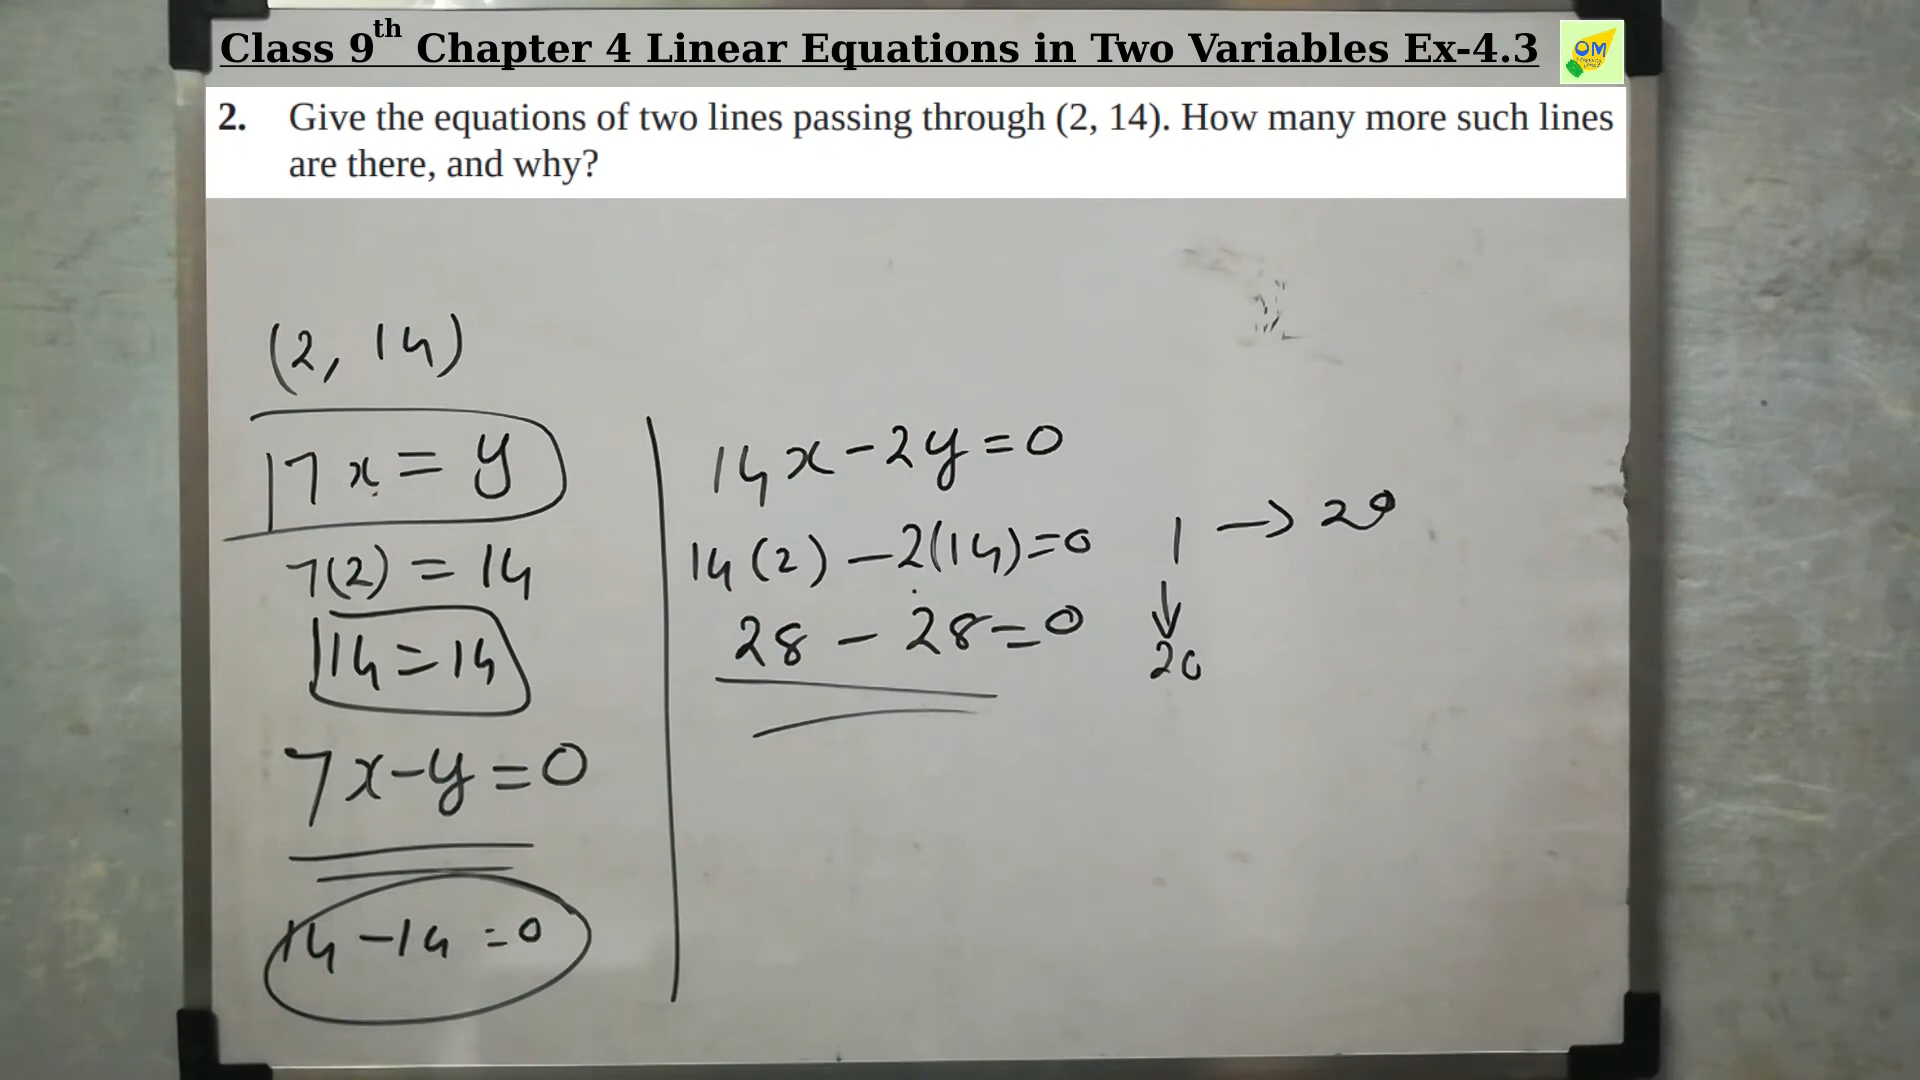 Class 9th Chapter 4 Linear Equations in Two Variables Ex-4.3
OM
2. Give the equations of two lines passing through (2, 14). How many more such lines
are there, and why?
(2, 14)
7x = y
7(2) = 14
14 = 14
7x-y=0
14-14=0
14x-2y=0
14(2)-2(14)=0
28-28=0
1 → 20
↓
20